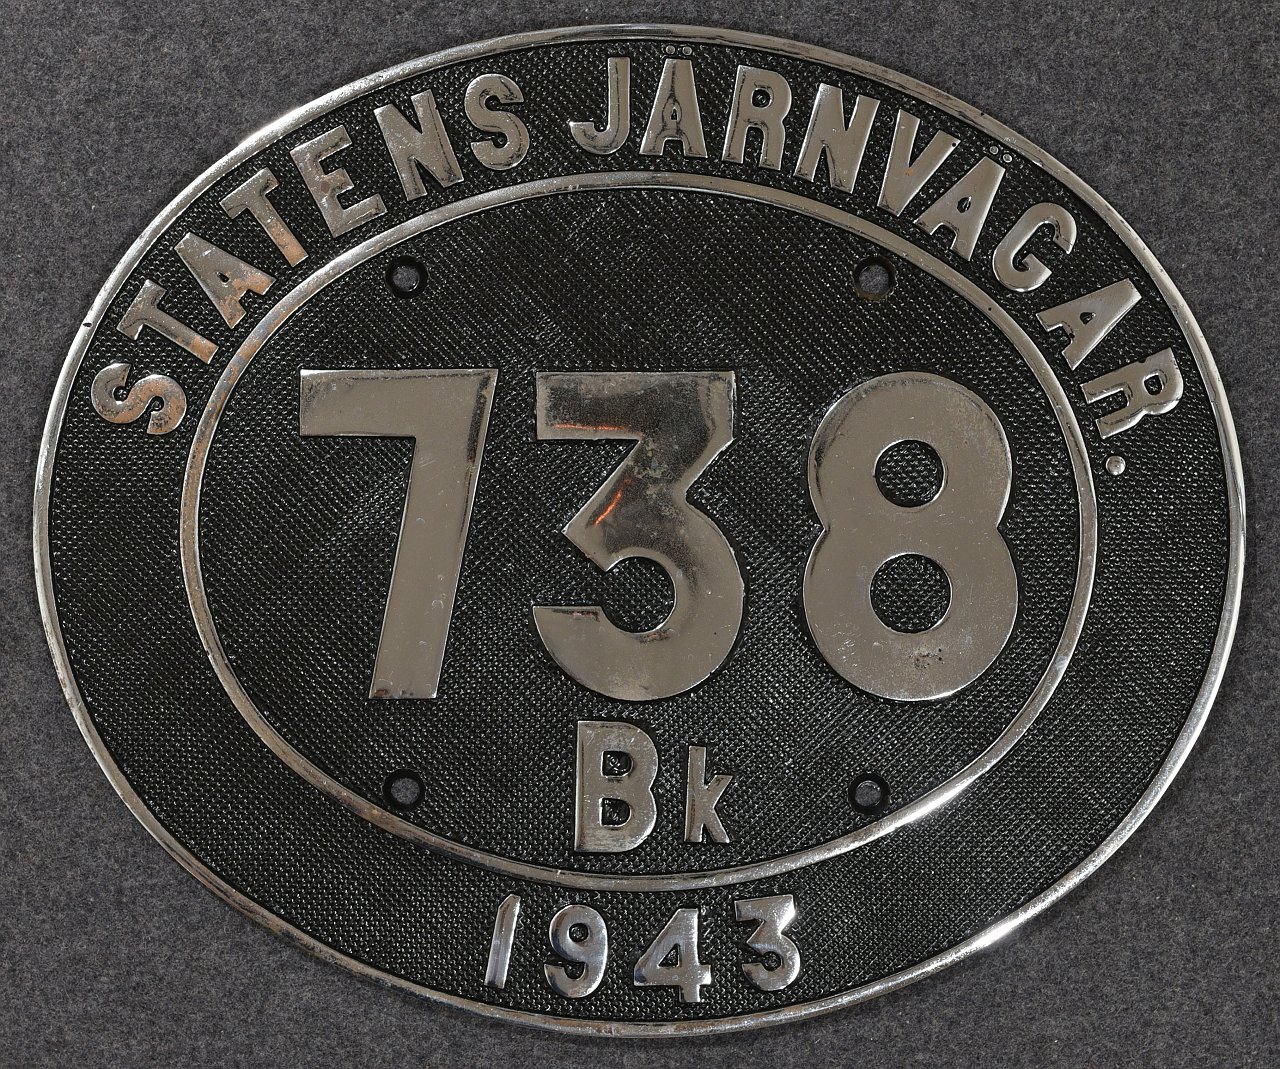 STATENS JÄRNVÄGAR.
738
Bk
1943